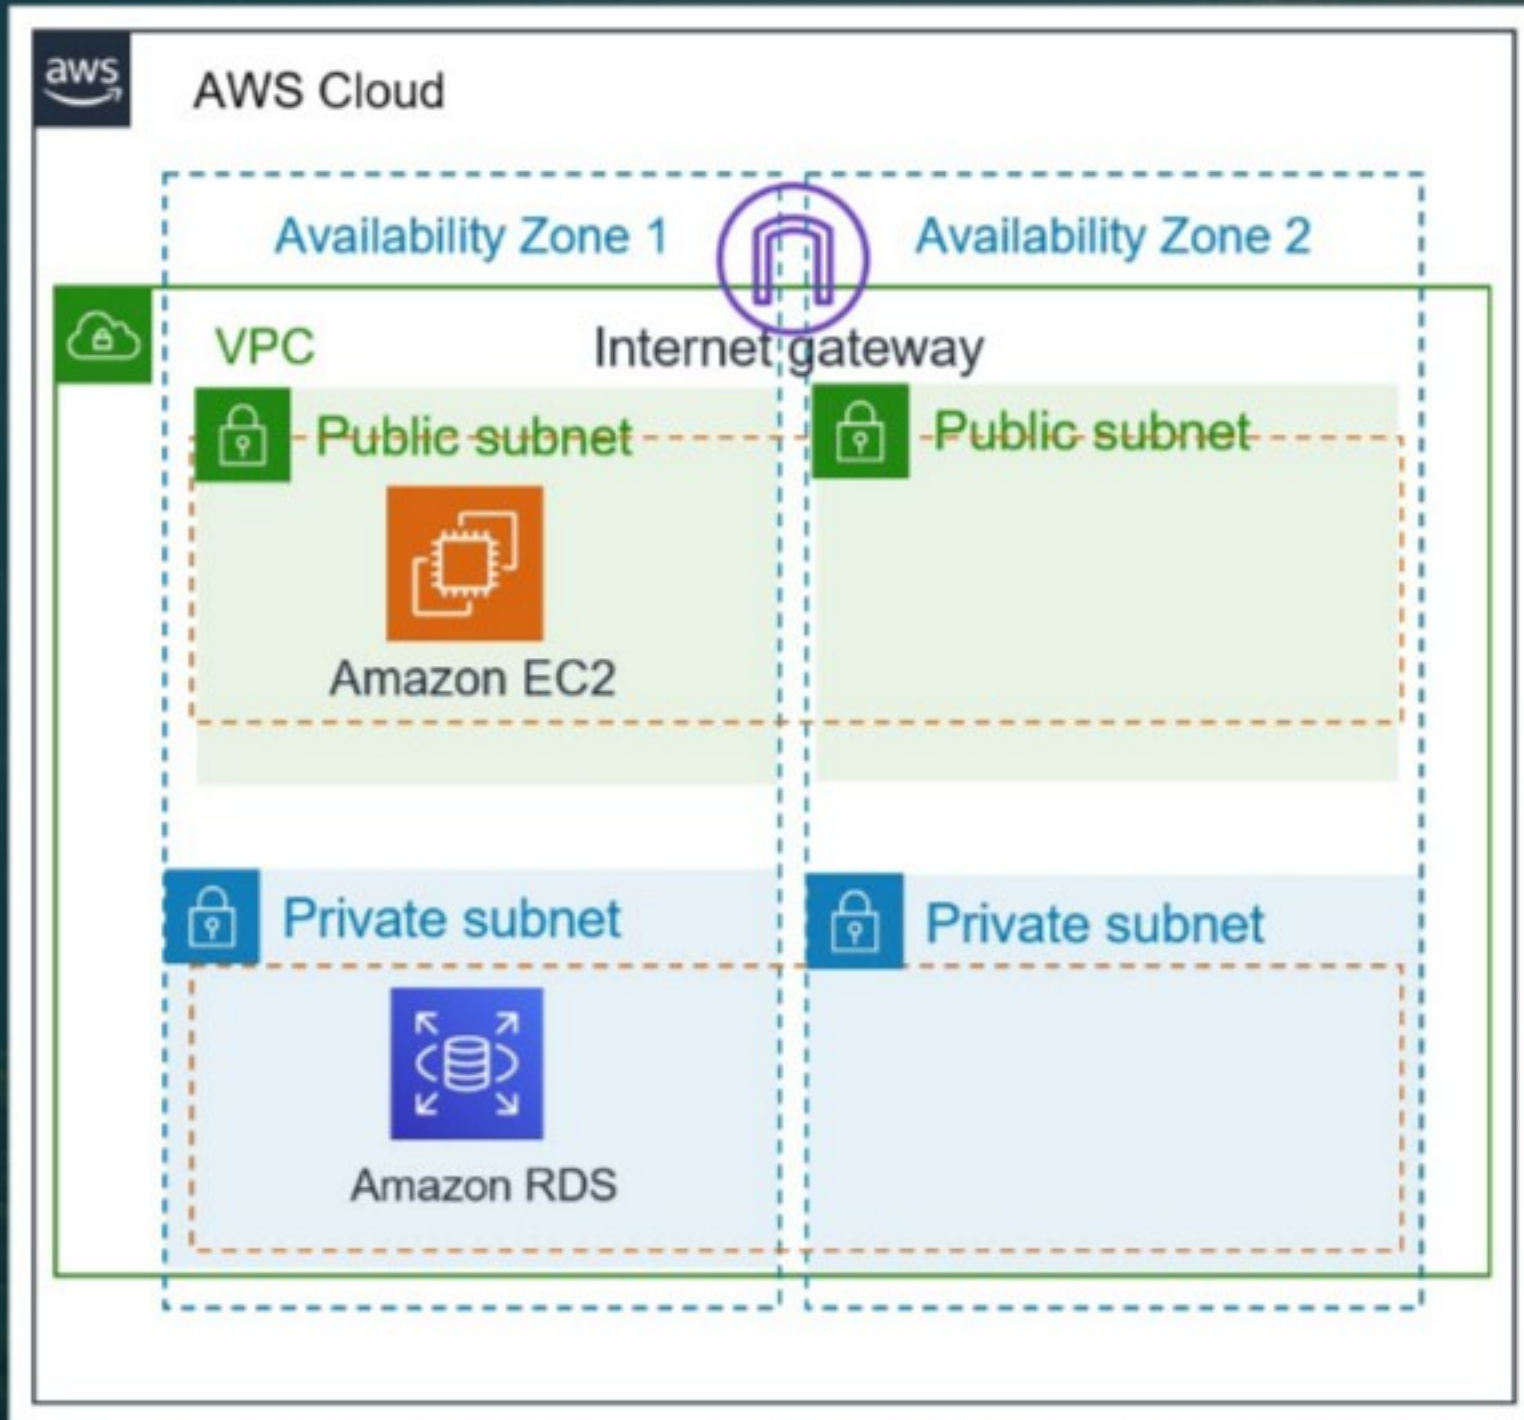 aws
AWS Cloud
Availability Zone 1
Availability Zone 2
VPC
Internet gateway
Public subnet
Public subnet
Amazon EC2
Private subnet
Private subnet
Amazon RDS